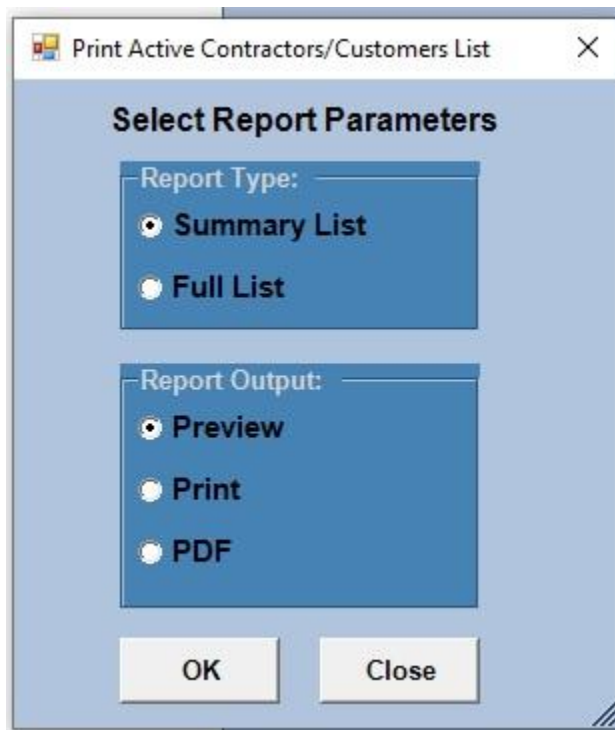 Print Active Contractors/Customers List
Select Report Parameters
Report Type:
Summary List
Full List
Report Output:
Preview
Print
PDF
OK Close